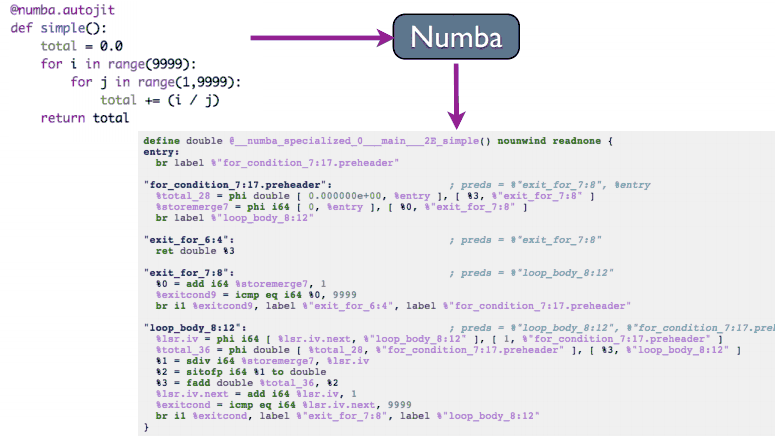 @numba.autojit
def simple():
    total = 0.0
    for i in range(9999):
        for j in range(1,9999):
            total += (i / j)
    return total
Numba
define double @__numba_specialized_0___main___2E_simple() nounwind readnone {
entry:
  br label %"for_condition_7:17.preheader"
"for_condition_7:17.preheader":                ; preds = %"exit_for_7:8", %entry
  %total_28 = phi double [ 0.000000e+00, %entry ], [ %3, %"exit_for_7:8" ]
  %storemerge7 = phi i64 [ 0, %entry ], [ %0, %"exit_for_7:8" ]
  br label %"loop_body_8:12"
"exit_for_6:4":                                ; preds = %"exit_for_7:8"
  ret double %3
"exit_for_7:8":                                ; preds = %"loop_body_8:12"
  %0 = add i64 %storemerge7, 1
  %exitcond9 = icmp eq i64 %0, 9999
  br i1 %exitcond9, label %"exit_for_6:4", label %"for_condition_7:17.preheader"
"loop_body_8:12":                              ; preds = %"loop_body_8:12", %"for_condition_7:17.preh
  %lsr.iv = phi i64 [ %lsr.iv.next, %"loop_body_8:12" ], [ 1, %"for_condition_7:17.preheader" ]
  %total_36 = phi double [ %total_28, %"for_condition_7:17.preheader" ], [ %3, %"loop_body_8:12" ]
  %1 = sdiv i64 %storemerge7, %lsr.iv
  %2 = sitofp i64 %1 to double
  %3 = fadd double %total_36, %2
  %lsr.iv.next = add i64 %lsr.iv, 1
  %exitcond = icmp eq i64 %lsr.iv.next, 9999
  br i1 %exitcond, label %"exit_for_7:8", label %"loop_body_8:12"
}